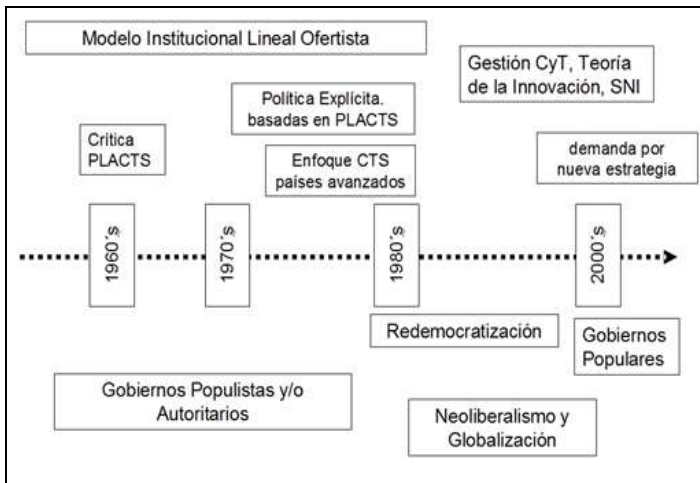 Modelo Institucional Lineal Ofertista
Gestión CyT, Teoría
de la Innovación, SNI
Política Explícita.
basadas en PLACTS
Crítica
PLACTS
Enfoque CTS
países avanzados
demanda por
nueva estrategia
1960´s
1970´s
1980´s
2000´s
Redemocratización
Gobiernos
Populares
Gobiernos Populistas y/o
Autoritarios
Neoliberalismo y
Globalización